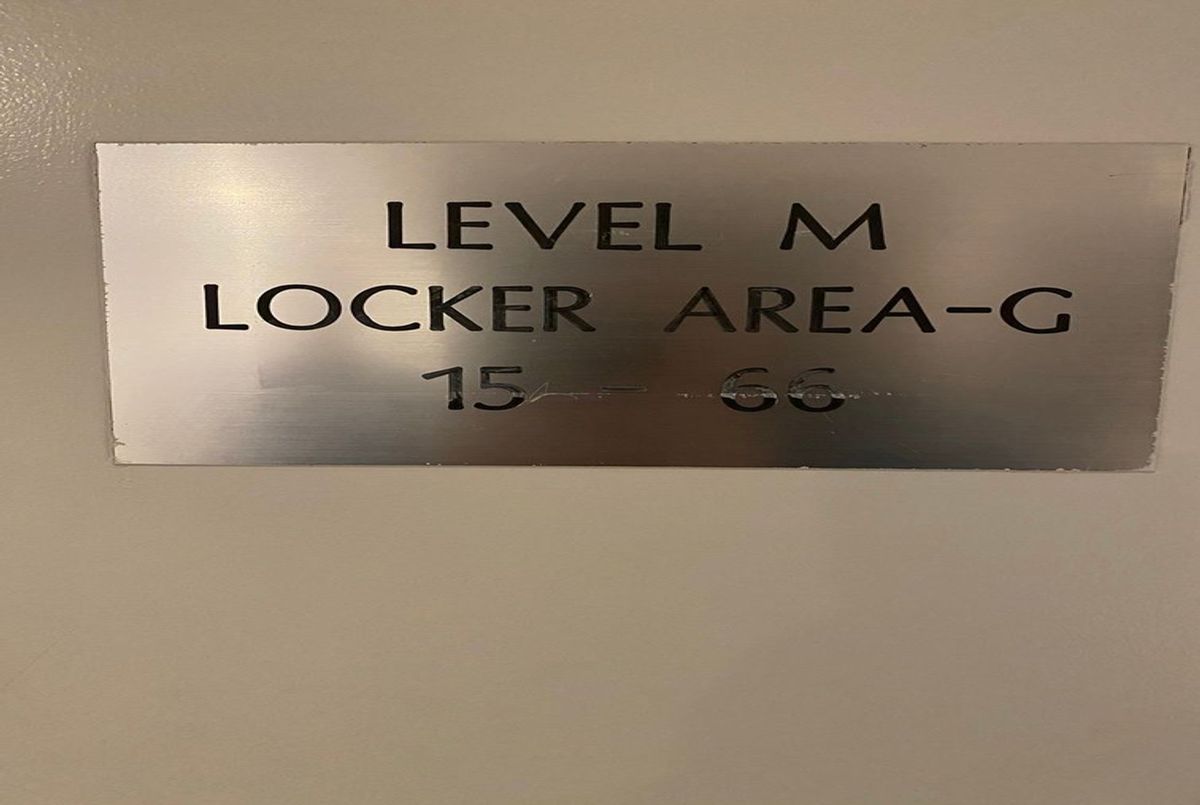 LEVEL M
LOCKER AREA-G
15 - 66